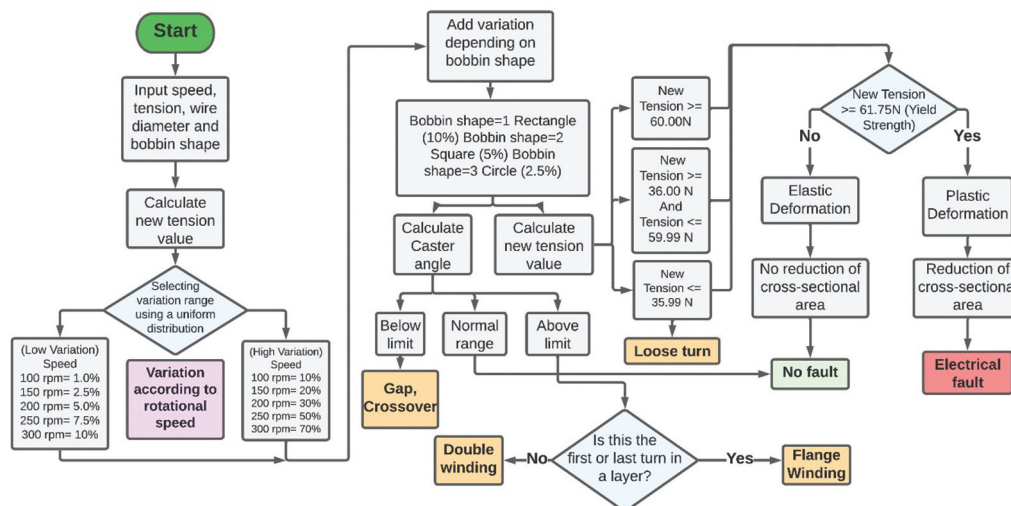 Start
Input speed,
tension, wire
diameter and
bobbin shape
Calculate
new tension
value
Selecting
variation range
using a uniform
distribution
(Low Variation)
Speed
100 rpm= 1.0%
150 rpm= 2.5%
200 rpm= 5.0%
250 rpm= 7.5%
300 rpm= 10%
Variation
according to
rotational
speed
(High Variation)
Speed
100 rpm= 10%
150 rpm= 20%
200 rpm= 30%
250 rpm= 50%
300 rpm= 70%
Add variation
depending on
bobbin shape
Bobbin shape=1 Rectangle
(10%) Bobbin shape=2
Square (5%) Bobbin
shape=3 Circle (2.5%)
Calculate
Caster
angle
Calculate
new tension
value
Below
limit
Normal
range
Above
limit
Gap,
Crossover
Is this the
first or last turn in
a layer?
No
Double
winding
Yes
Flange
Winding
New
Tension >=
60.00N
New
Tension >=
36.00 N
And
Tension <=
59.99 N
New
Tension <=
35.99 N
Loose turn
New Tension
>= 61.75N (Yield
Strength)
No
Yes
Elastic
Deformation
No reduction of
cross-sectional
area
No fault
Plastic
Deformation
Reduction of
cross-sectional
area
Electrical
fault